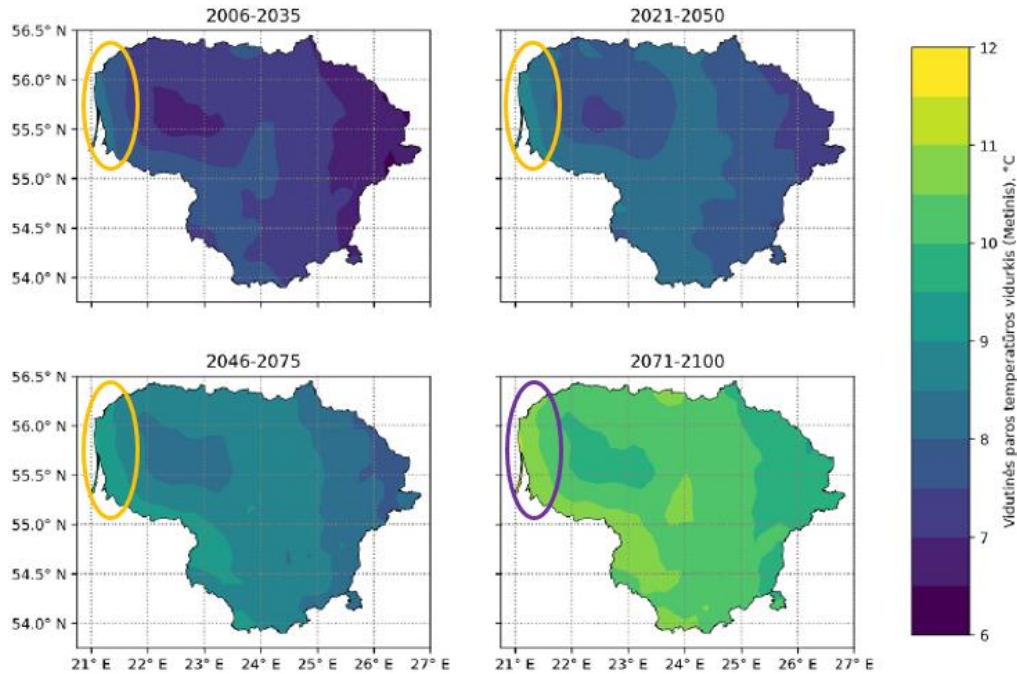 2006-2035
2021-2050
56.5° N
56.0° N
55.5° N
55.0° N
54.5° N
54.0° N
56.5° N
56.0° N
55.5° N
55.0° N
54.5° N
54.0° N
21° E 22° E 23° E 24° E 25° E 26° E 27° E
21° E 22° E 23° E 24° E 25° E 26° E 27° E
2046-2075
2071-2100
12
11
10
9
8
7
6
Vidutinės paros temperatūros vidurkis (Metinis), °C